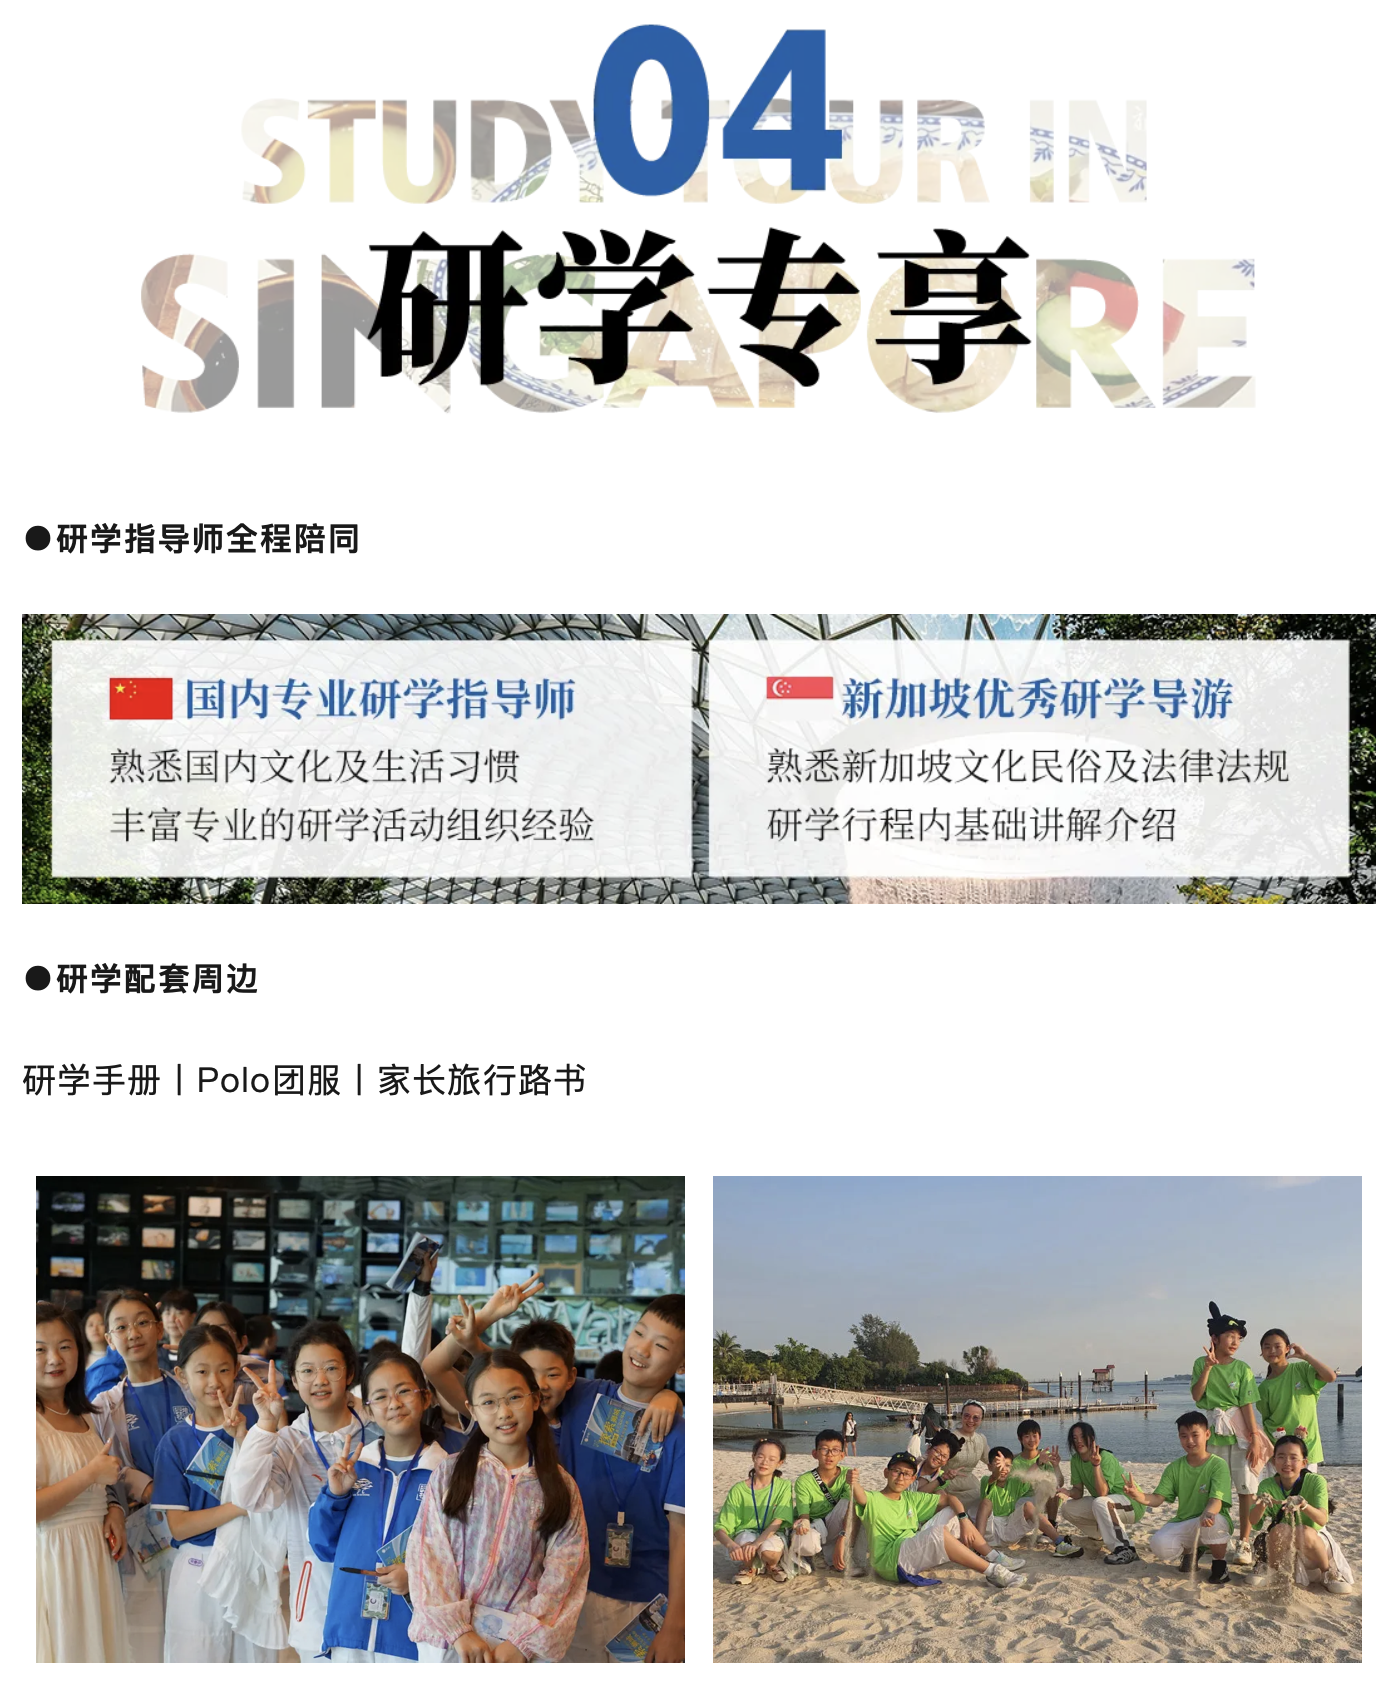 04
STUDY TOUR IN
SINGAPORE
研学专享
●研学指导师全程陪同
国内专业研学指导师
熟悉国内文化及生活习惯
丰富专业的研学活动组织经验
新加坡优秀研学导游
熟悉新加坡文化民俗及法律法规
研学行程内基础讲解介绍
●研学配套周边
研学手册丨Polo团服丨家长旅行路书